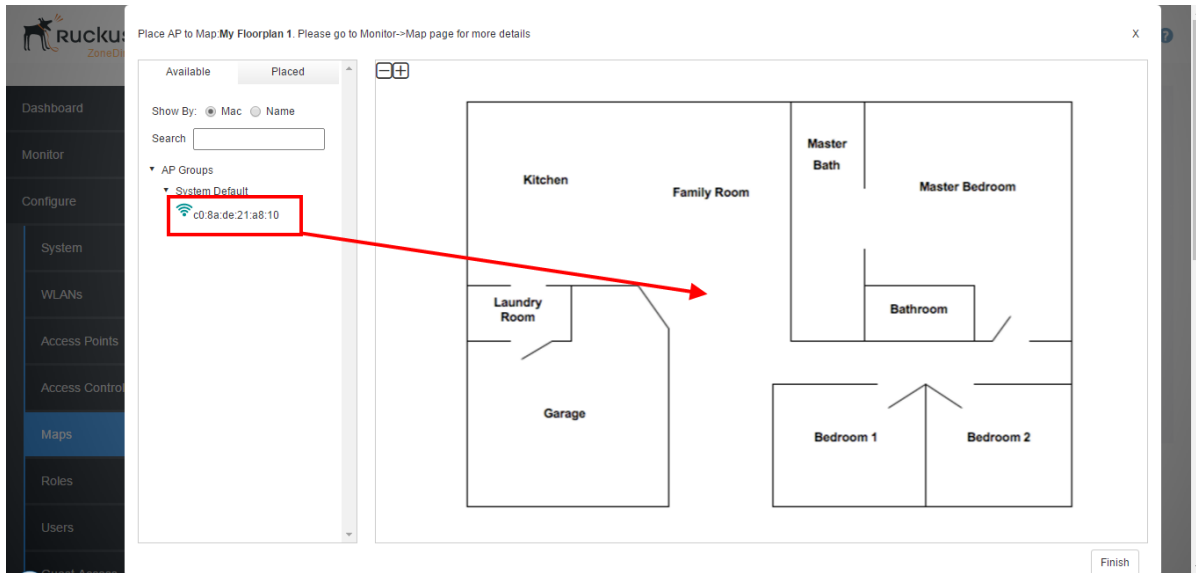 Ruckus
ZoneDi
Place AP to Map:My Floorplan 1. Please go to Monitor->Map page for more details
X
?
Dashboard
Monitor
Configure
System
WLANs
Access Points
Access Control
Maps
Roles
Users
Guest Access
Available Placed
Show By: Mac Name
Search
AP Groups
System Default
c0:8a:de:21:a8:10
Kitchen
Family Room
Master
Bath
Master Bedroom
Laundry
Room
Bathroom
Garage
Bedroom 1
Bedroom 2
Finish